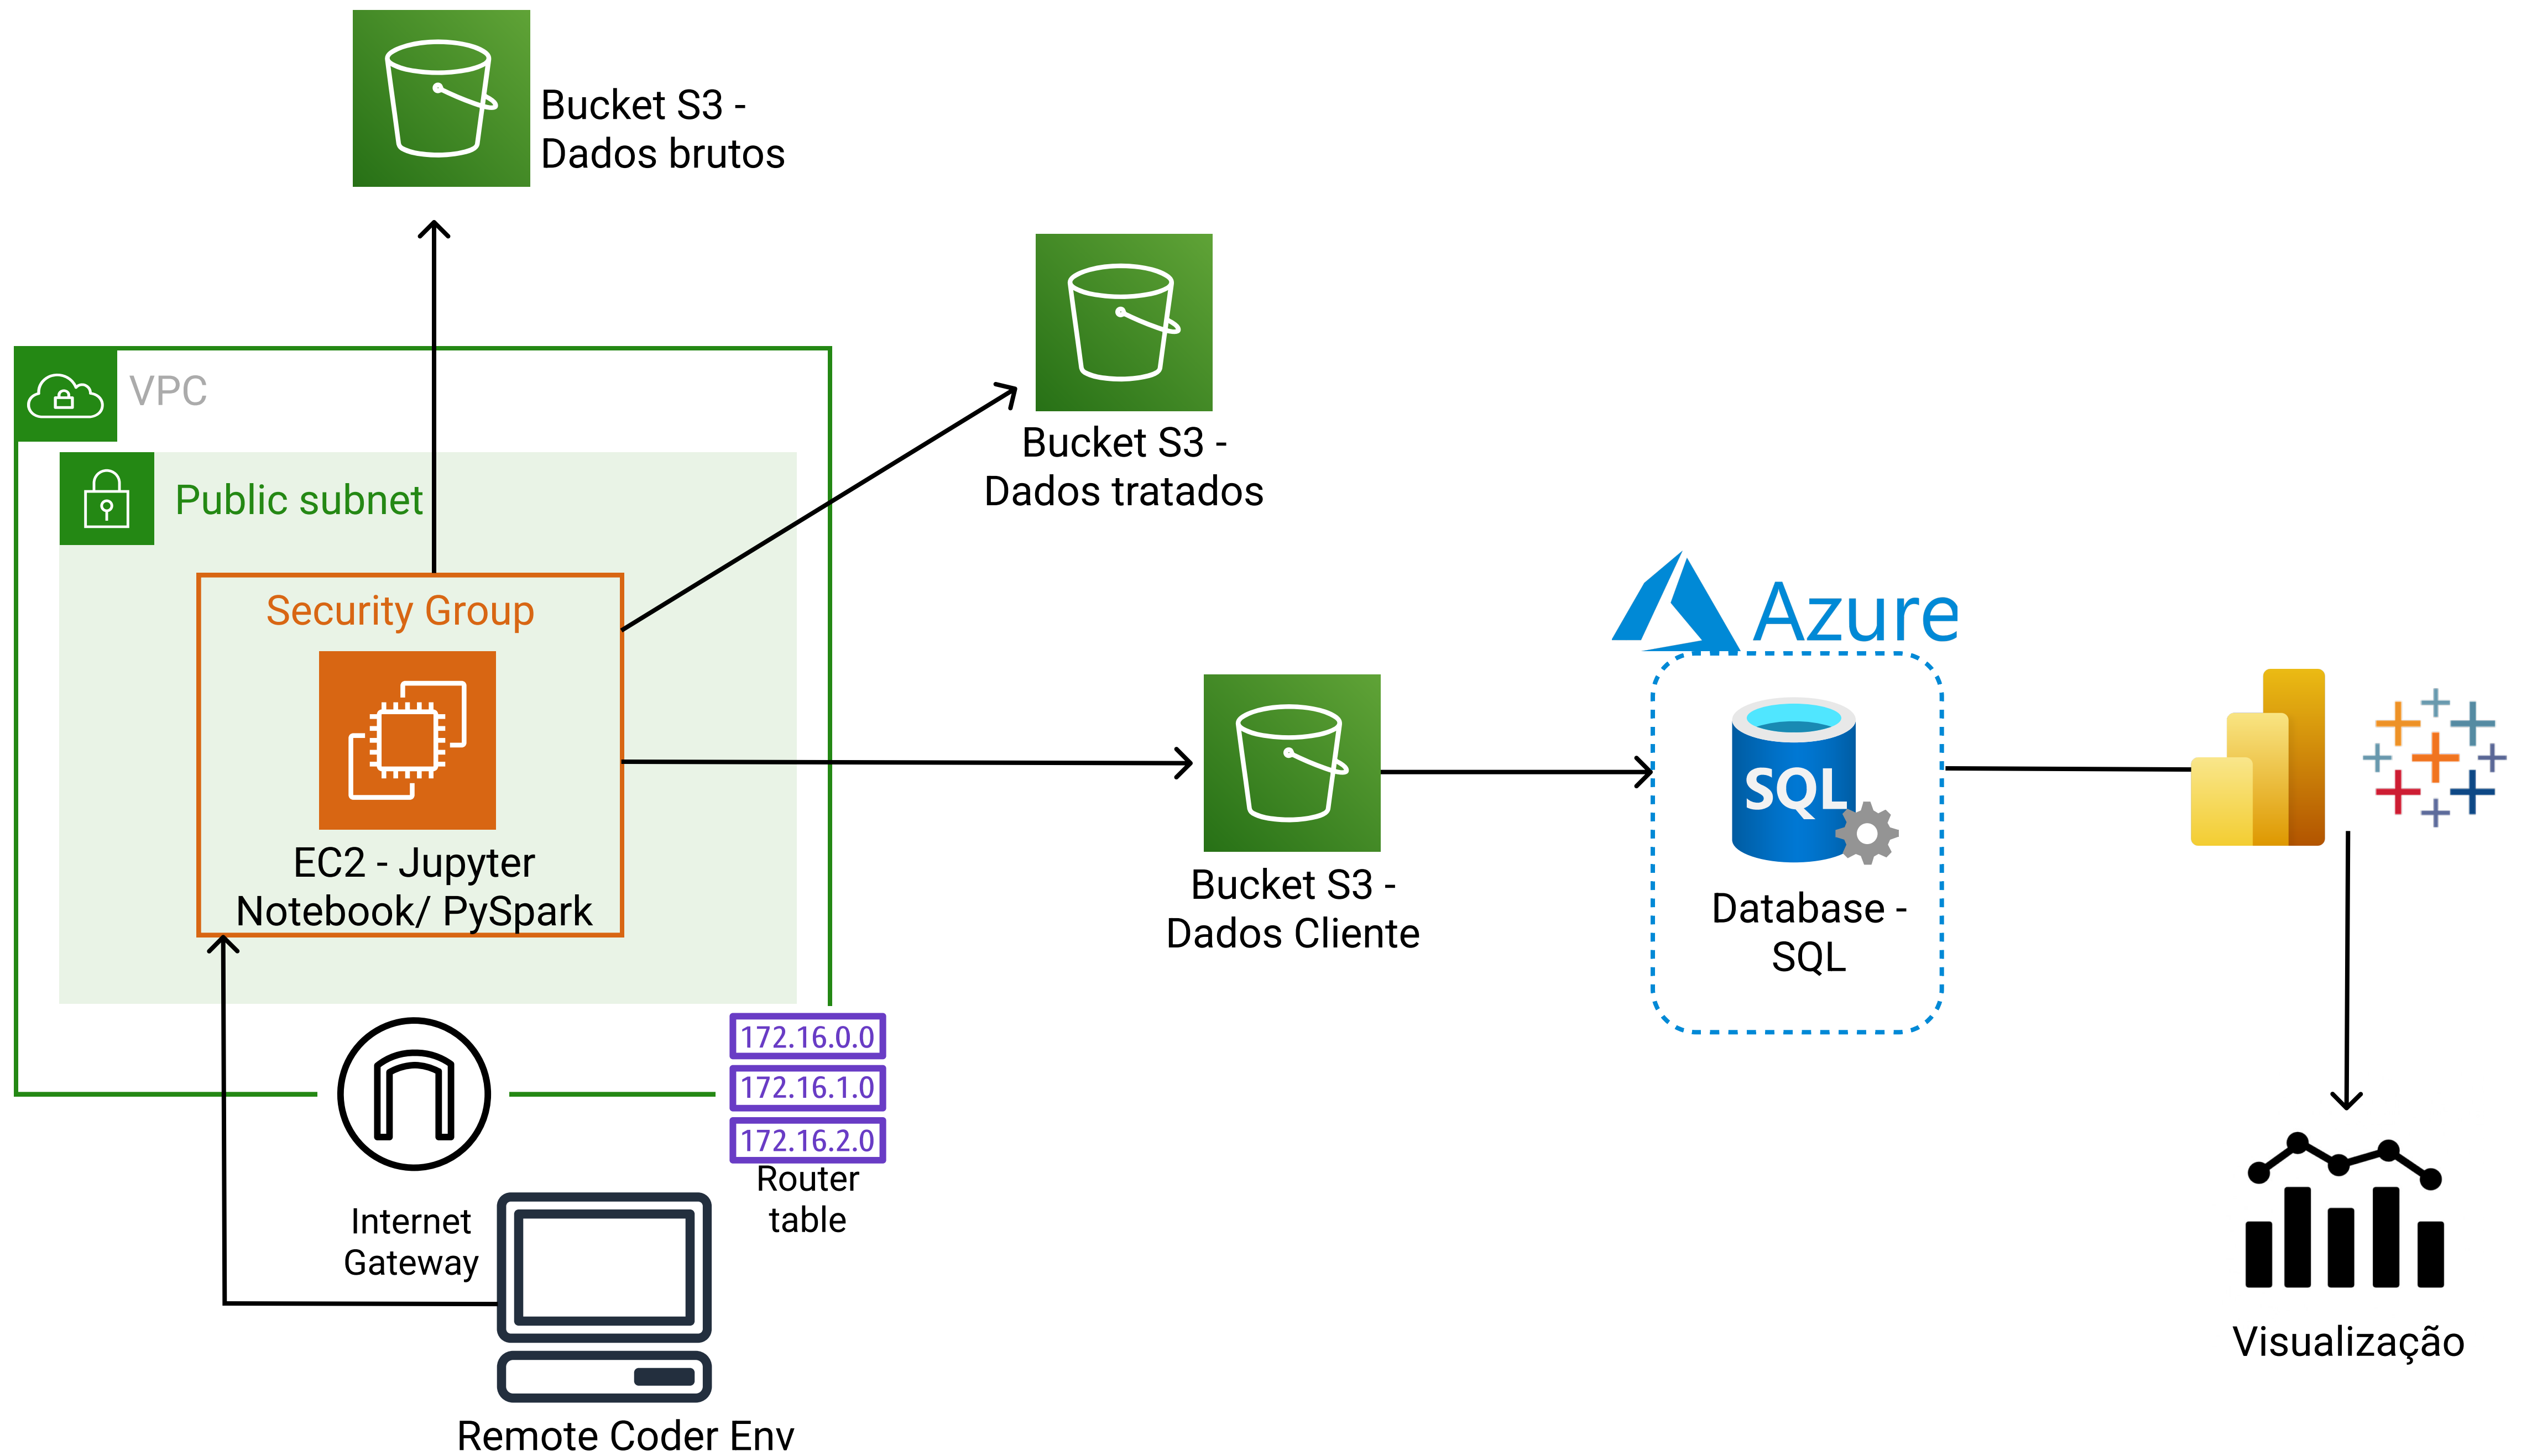 Bucket S3 -
Dados brutos
Bucket S3 -
Dados tratados
VPC
Public subnet
Security Group
EC2 - Jupyter
Notebook/ PySpark
Bucket S3 -
Dados Cliente
Azure
SQL
Database -
SQL
172.16.0.0
172.16.1.0
172.16.2.0
Router
table
Internet
Gateway
Remote Coder Env
Visualização